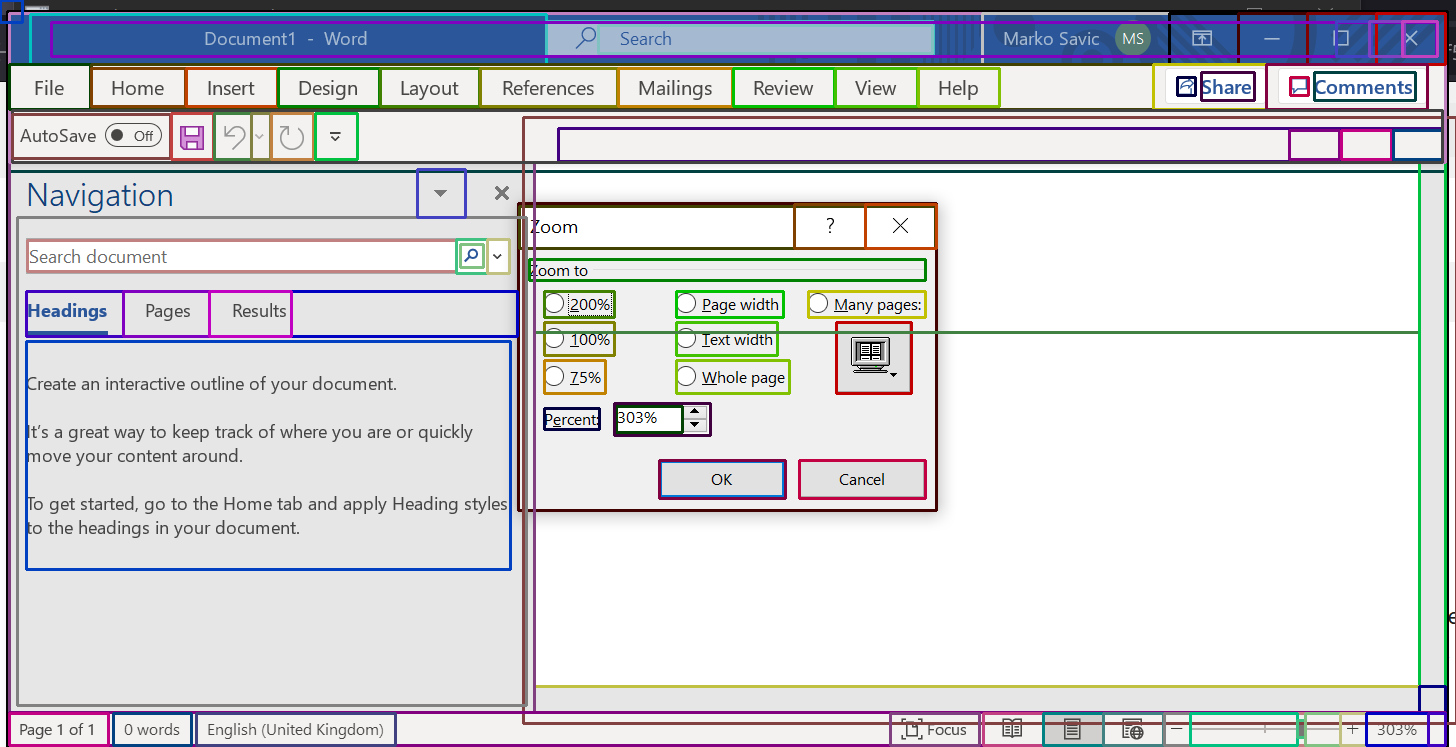 Document1 - Word
Search
Marko Savic MS
File Home Insert Design Layout References Mailings Review View Help Share Comments
AutoSave Off
Navigation
Search document
Headings Pages Results
Create an interactive outline of your document.
It's a great way to keep track of where you are or quickly
move your content around.
To get started, go to the Home tab and apply Heading styles
to the headings in your document.
Zoom ?
Zoom to
200% Page width Many pages:
100% Text width
75% Whole page
Percent: 303%
OK Cancel
Page 1 of 1 0 words English (United Kingdom) Focus 303%